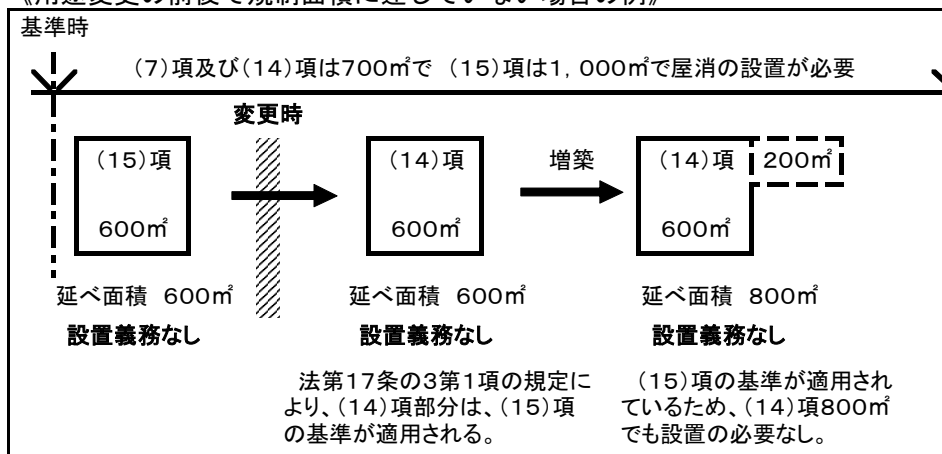 《用途変更の前後で規制面積に達していない場合の例》
基準時
(7)項及び(14)項は700㎡で (15)項は1,000㎡で屋消の設置が必要
変更時
(15)項
600㎡
延べ面積 600㎡
設置義務なし
(14)項
600㎡
延べ面積 600㎡
設置義務なし
法第17条の3第1項の規定に
より、(14)項部分は、(15)項
の基準が適用される。
増築
(14)項
600㎡
200㎡
延べ面積 800㎡
設置義務なし
(15)項の基準が適用され
ているため、(14)項800㎡
でも設置の必要なし。